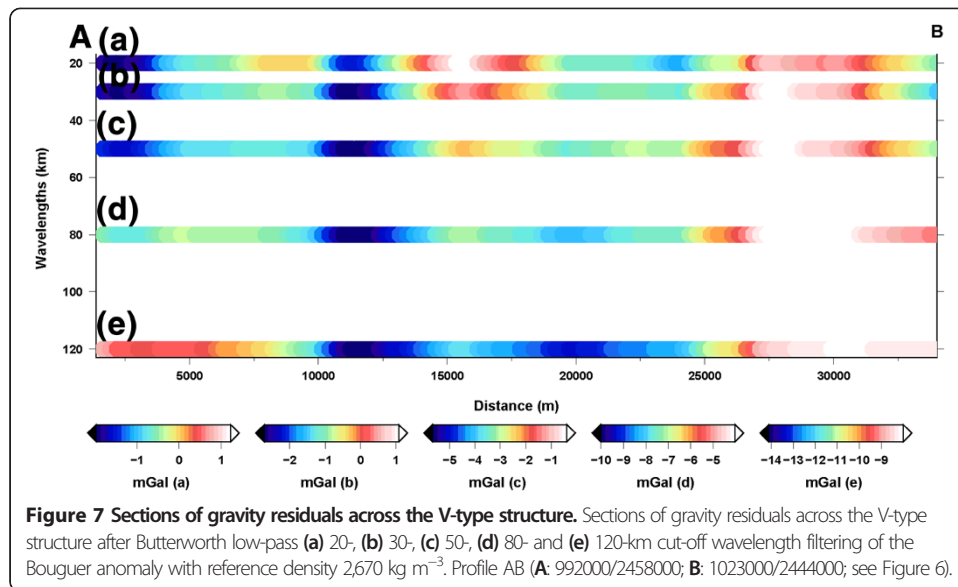 A (a) B
20
(b)
40
(c)
60
(d)
80
100
(e)
120
Wavelengths (km)
5000 10000 15000 20000 25000 30000
Distance (m)
−1 0 1 −2 −1 0 1 −5 −4 −3 −2 −1 −10 −9 −8 −7 −6 −5 −14 −13 −12 −11 −10 −9
mGal (a) mGal (b) mGal (c) mGal (d) mGal (e)
Figure 7 Sections of gravity residuals across the V-type structure. Sections of gravity residuals across the V-type
structure after Butterworth low-pass (a) 20-, (b) 30-, (c) 50-, (d) 80- and (e) 120-km cut-off wavelength filtering of the
Bouguer anomaly with reference density 2,670 kg m−3. Profile AB (A: 992000/2458000; B: 1023000/2444000; see Figure 6).